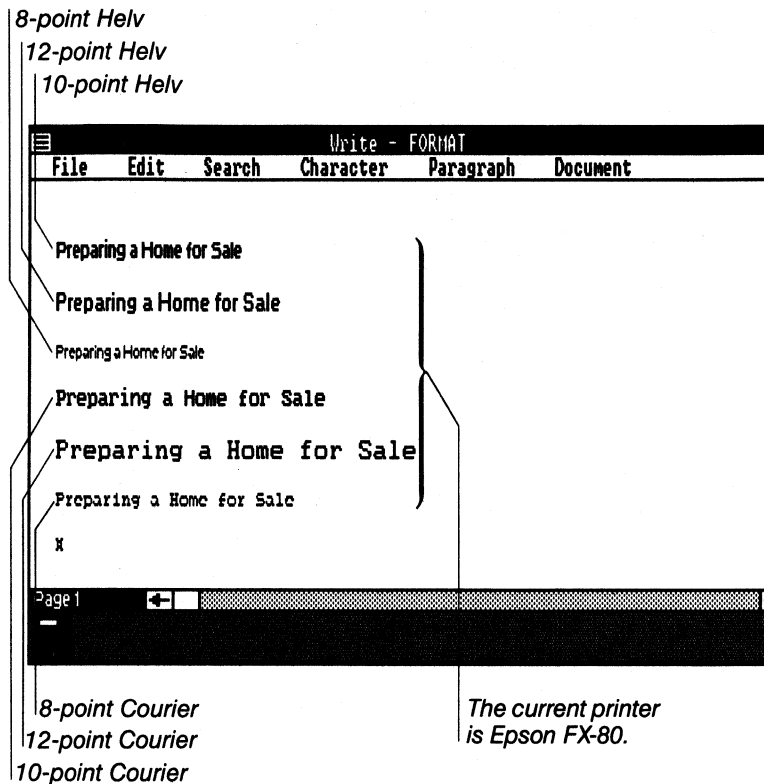 8-point Helv
12-point Helv
10-point Helv
Write - FORMAT
File Edit Search Character Paragraph Document
Preparing a Home for Sale
Preparing a Home for Sale
Preparing a Home for Sale
Preparing a Home for Sale
Preparing a Home for Sale
Preparing a Home for Sale
Page 1
8-point Courier
12-point Courier
10-point Courier
The current printer
is Epson FX-80.